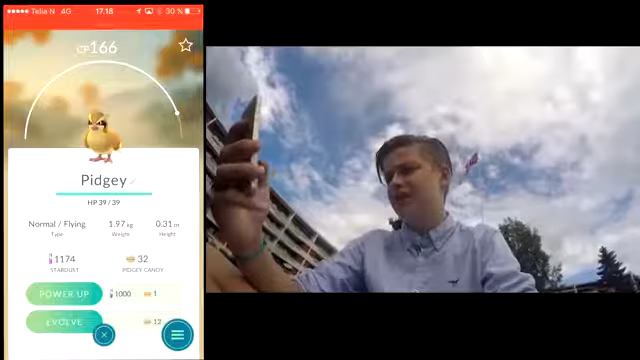 Telia N 4G 17.18 30 %
CP166
Pidgey
HP 39 / 39
Normal / Flying 1.97 kg 0.31 m
Type Weight Height
1174 32
STARDUST PIDGEY CANDY
POWER UP 1000 1
EVOLVE 12